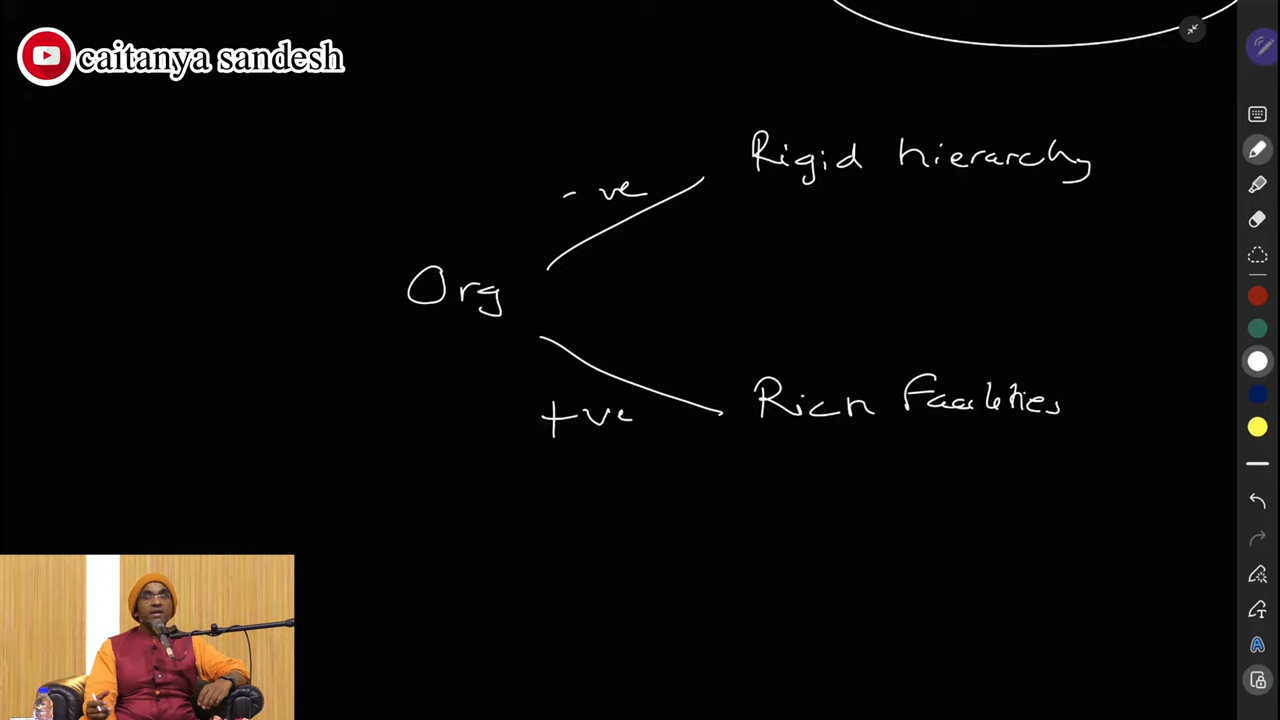 caitanya sandesh
Rigid hierarchy
- ve
Org
+ve
Rich Facilities